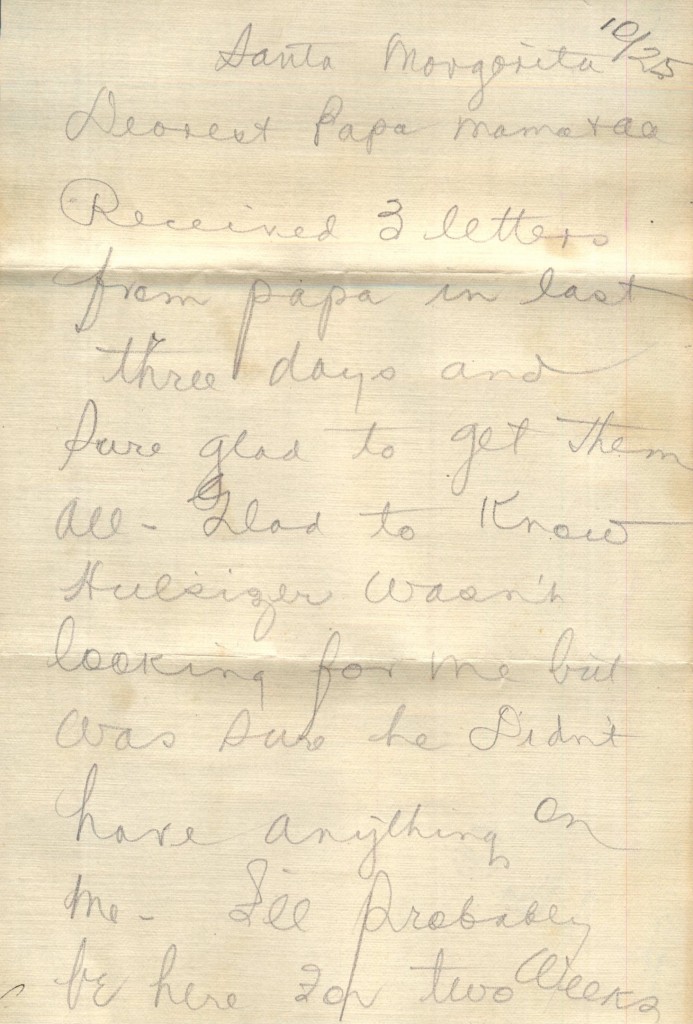 Santa Margorita 10/25
Dearest Papa Mama & all
Received 3 letters
from papa in last
three days and
sure glad to get them
all - Glad to Know
Hulsizer wasn't
looking for me but
was sure he Didn't
have anything on
me - I'll probably
be here for two weeks